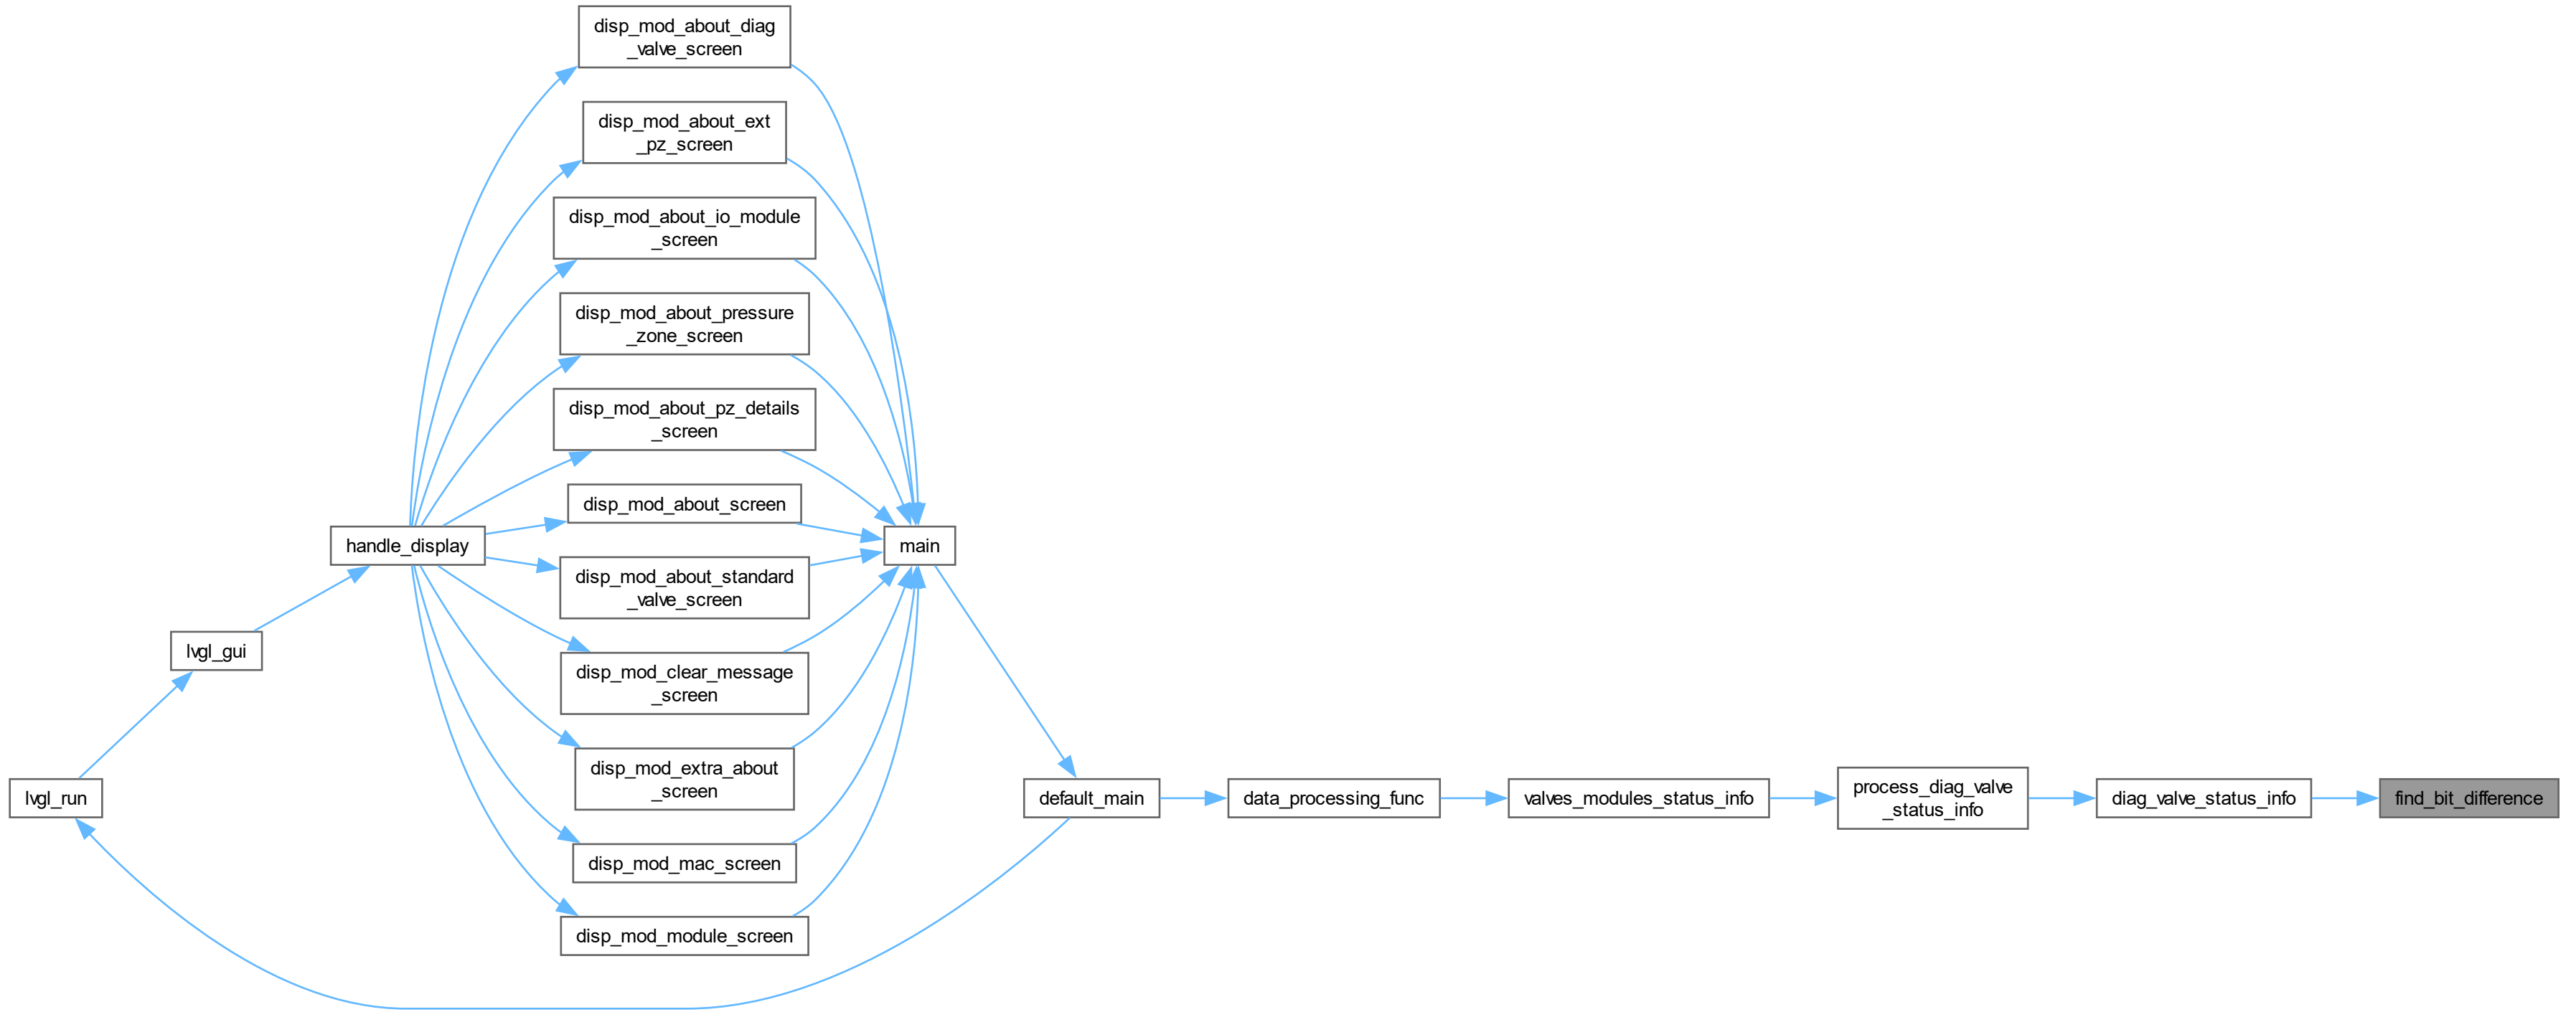 disp_mod_about_diag
_valve_screen
disp_mod_about_ext
_pz_screen
disp_mod_about_io_module
_screen
disp_mod_about_pressure
_zone_screen
disp_mod_about_pz_details
_screen
disp_mod_about_screen
handle_display
main
disp_mod_about_standard
_valve_screen
lvgl_gui
disp_mod_clear_message
_screen
disp_mod_extra_about
_screen
lvgl_run
default_main
data_processing_func
valves_modules_status_info
process_diag_valve
_status_info
diag_valve_status_info
find_bit_difference
disp_mod_mac_screen
disp_mod_module_screen